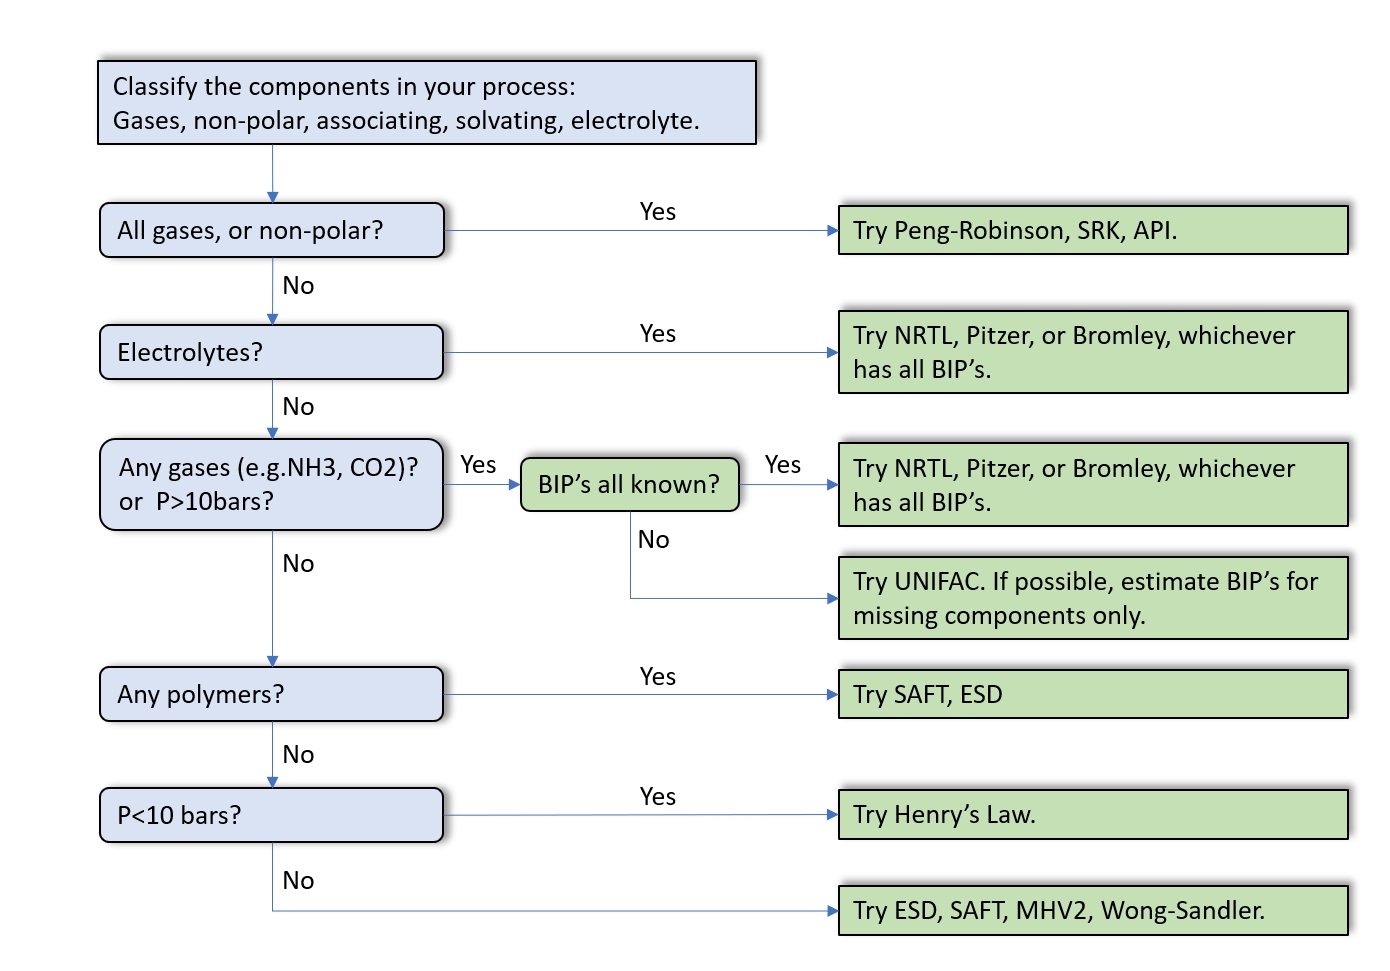 Classify the components in your process:
Gases, non-polar, associating, solvating, electrolyte.
All gases, or non-polar?
Yes
Try Peng-Robinson, SRK, API.
No
Electrolytes?
Yes
Try NRTL, Pitzer, or Bromley, whichever
has all BIP’s.
No
Any gases (e.g.NH3, CO2)?
or  P>10bars?
Yes
BIP’s all known?
Yes
Try NRTL, Pitzer, or Bromley, whichever
has all BIP’s.
No
Try UNIFAC. If possible, estimate BIP’s for
missing components only.
No
Any polymers?
Yes
Try SAFT, ESD
No
P<10 bars?
Yes
Try Henry’s Law.
No
Try ESD, SAFT, MHV2, Wong-Sandler.